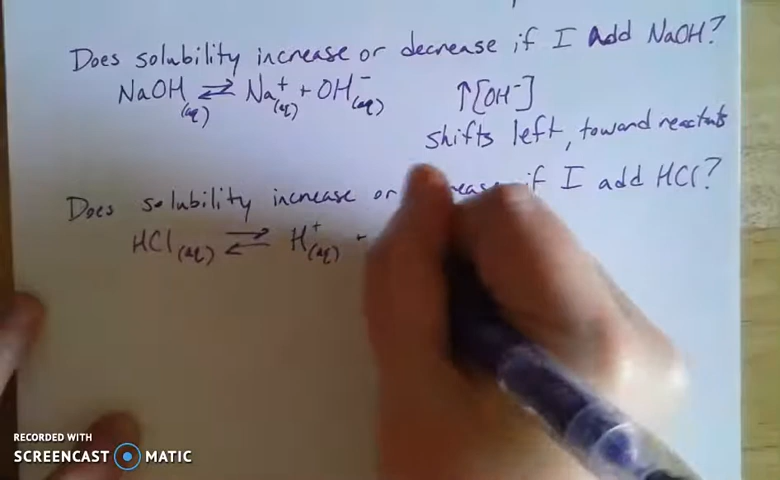 Does solubility increase or decrease if I add NaOH?
NaOH(aq) ⇌ Na⁺(aq) + OH⁻(aq) ↑[OH⁻]
shifts left, toward reactants
Does solubility increase or rease if I add HCl?
HCl(aq) ⇌ H⁺(aq) +
RECORDED WITH
SCREENCAST MATIC